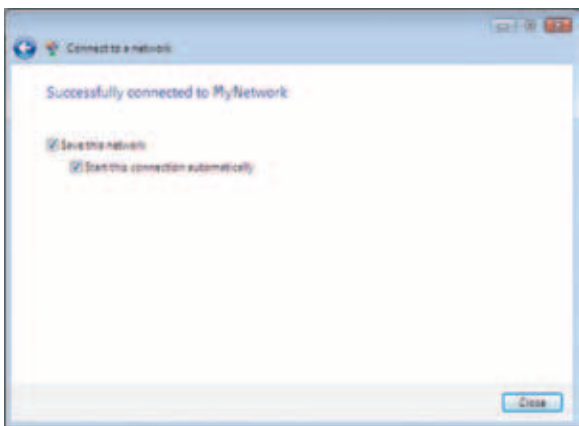 Connect to a network
Successfully connected to MyNetwork
Save this network
Start this connection automatically
Close